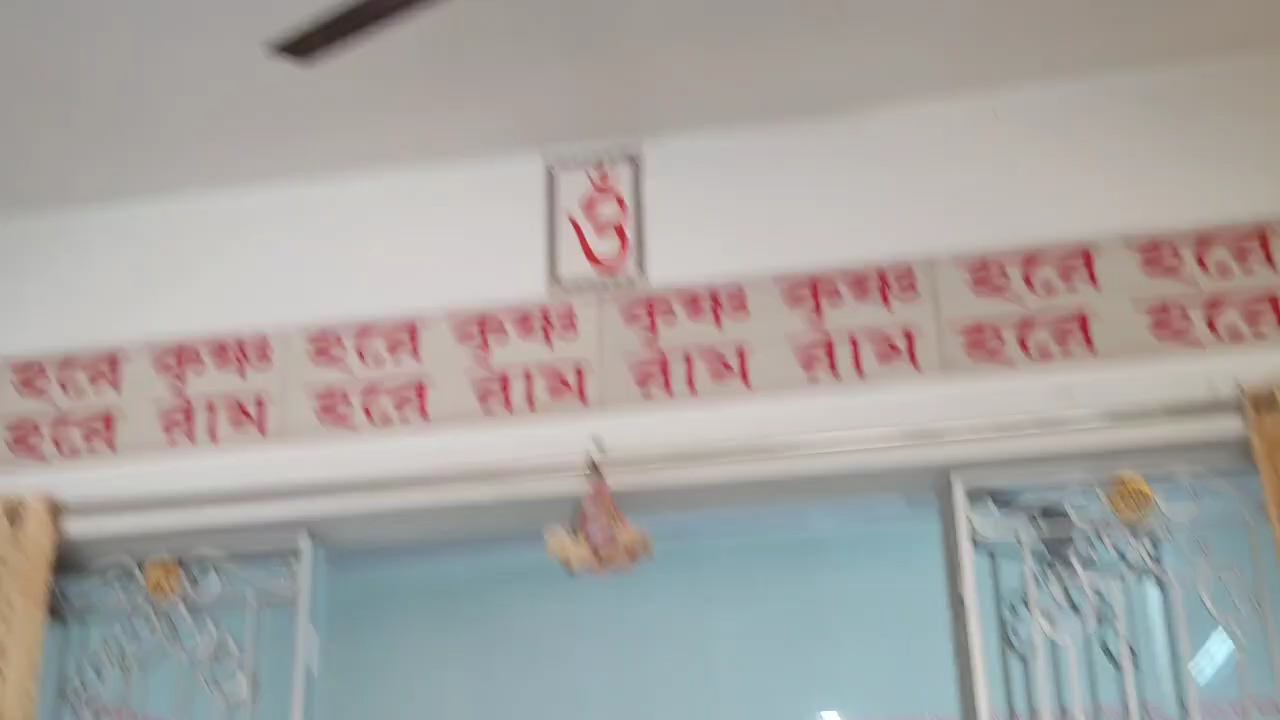 ওঁ
হরে কৃষ্ণ হরে কৃষ্ণ কৃষ্ণ কৃষ্ণ হরে হরে
হরে রাম হরে রাম রাম রাম হরে হরে